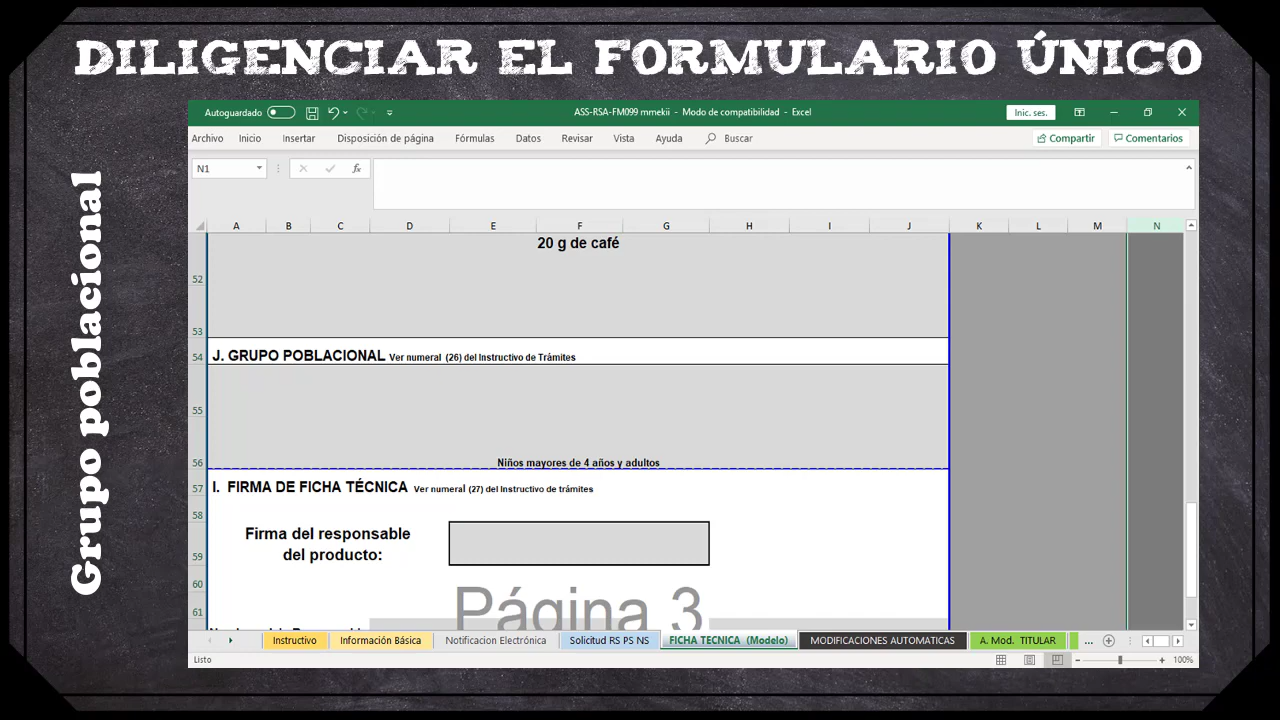 DILIGENCIAR EL FORMULARIO ÚNICO
Grupo poblacional
Autoguardado
ASS-RSA-FM099 mmekii - Modo de compatibilidad - Excel
Inic. ses.
Archivo Inicio Insertar Disposición de página Fórmulas Datos Revisar Vista Ayuda Buscar
Compartir Comentarios
N1
fx
A B C D E F G H I J K L M N
20 g de café
52
53
54 J. GRUPO POBLACIONAL Ver numeral (26) del Instructivo de Trámites
55
56 Niños mayores de 4 años y adultos
57 I. FIRMA DE FICHA TÉCNICA Ver numeral (27) del Instructivo de trámites
58
Firma del responsable
59 del producto:
60
Página 3
61
Instructivo Información Básica Notificacion Electrónica Solicitud RS PS NS FICHA TECNICA (Modelo) MODIFICACIONES AUTOMATICAS A. Mod. TITULAR ...
Listo
100%